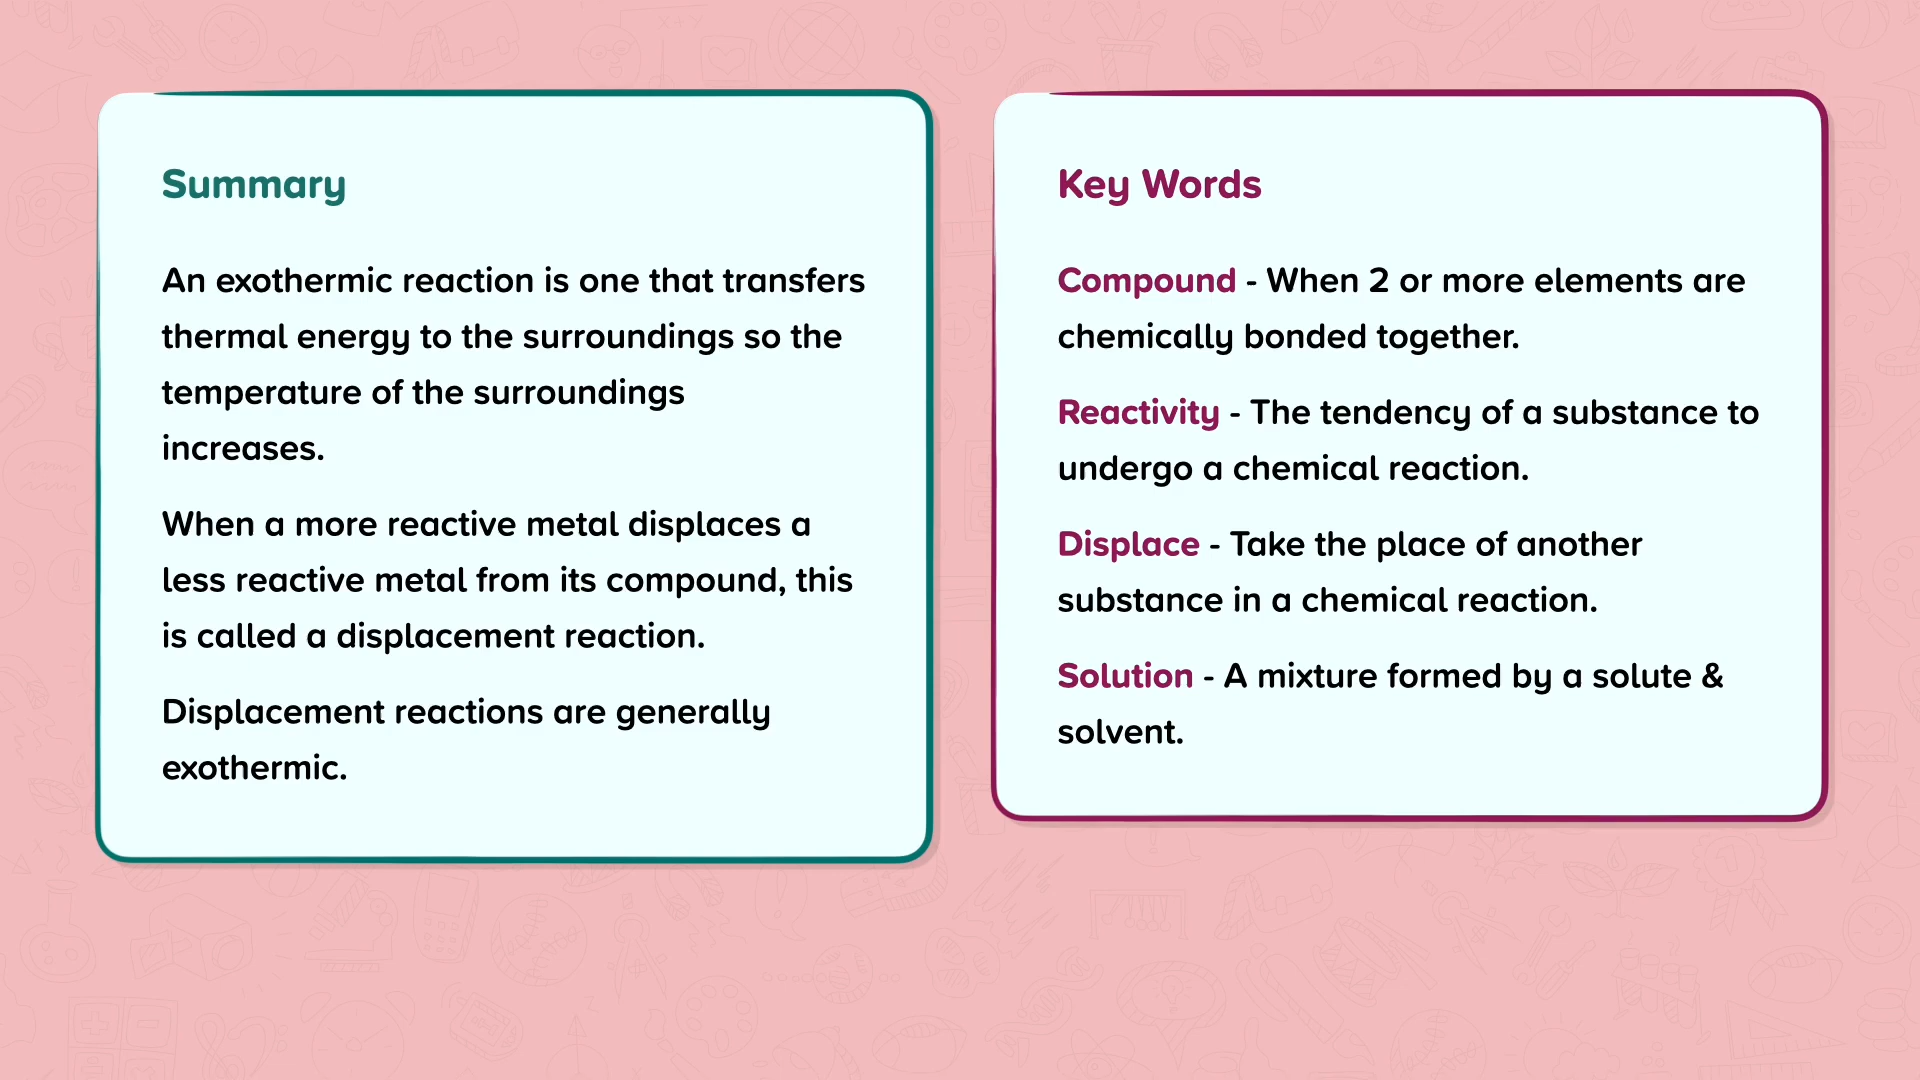 Summary
An exothermic reaction is one that transfers
thermal energy to the surroundings so the
temperature of the surroundings
increases.
When a more reactive metal displaces a
less reactive metal from its compound, this
is called a displacement reaction.
Displacement reactions are generally
exothermic.
Key Words
Compound - When 2 or more elements are
chemically bonded together.
Reactivity - The tendency of a substance to
undergo a chemical reaction.
Displace - Take the place of another
substance in a chemical reaction.
Solution - A mixture formed by a solute &
solvent.